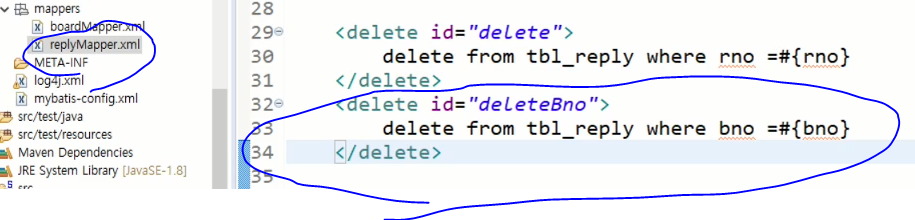 mappers
boardMapper.xml
replyMapper.xml
META-INF
log4j.xml
mybatis-config.xml
src/test/java
src/test/resources
Maven Dependencies
JRE System Library [JavaSE-1.8]
src
28
29 <delete id="delete">
30 delete from tbl_reply where rno =#{rno}
31 </delete>
32 <delete id="deleteBno">
33 delete from tbl_reply where bno =#{bno}
34 </delete>
35